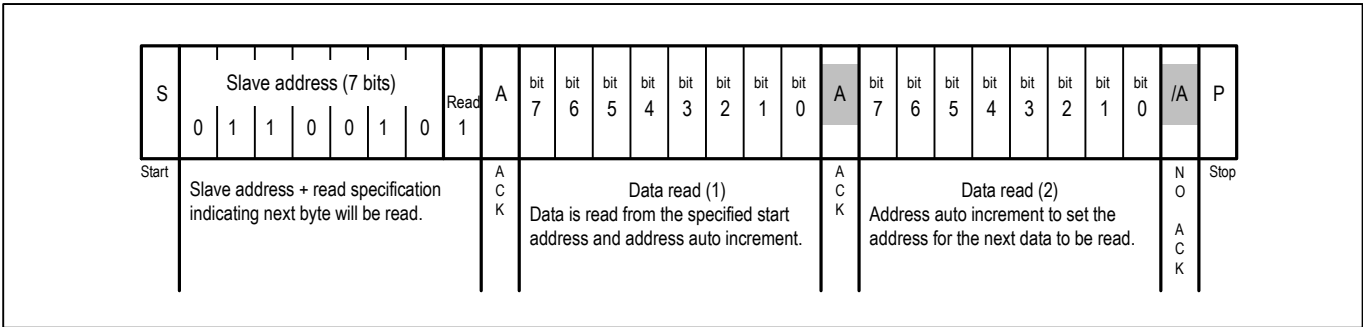 S Slave address (7 bits) Read A bit bit bit bit bit bit bit bit A bit bit bit bit bit bit bit bit /A P
0 1 1 0 0 1 0 1 7 6 5 4 3 2 1 0 7 6 5 4 3 2 1 0
Start
Slave address + read specification
indicating next byte will be read.
A
C
K
Data read (1)
Data is read from the specified start
address and address auto increment.
A
C
K
Data read (2)
Address auto increment to set the
address for the next data to be read.
N
O
A
C
K
Stop